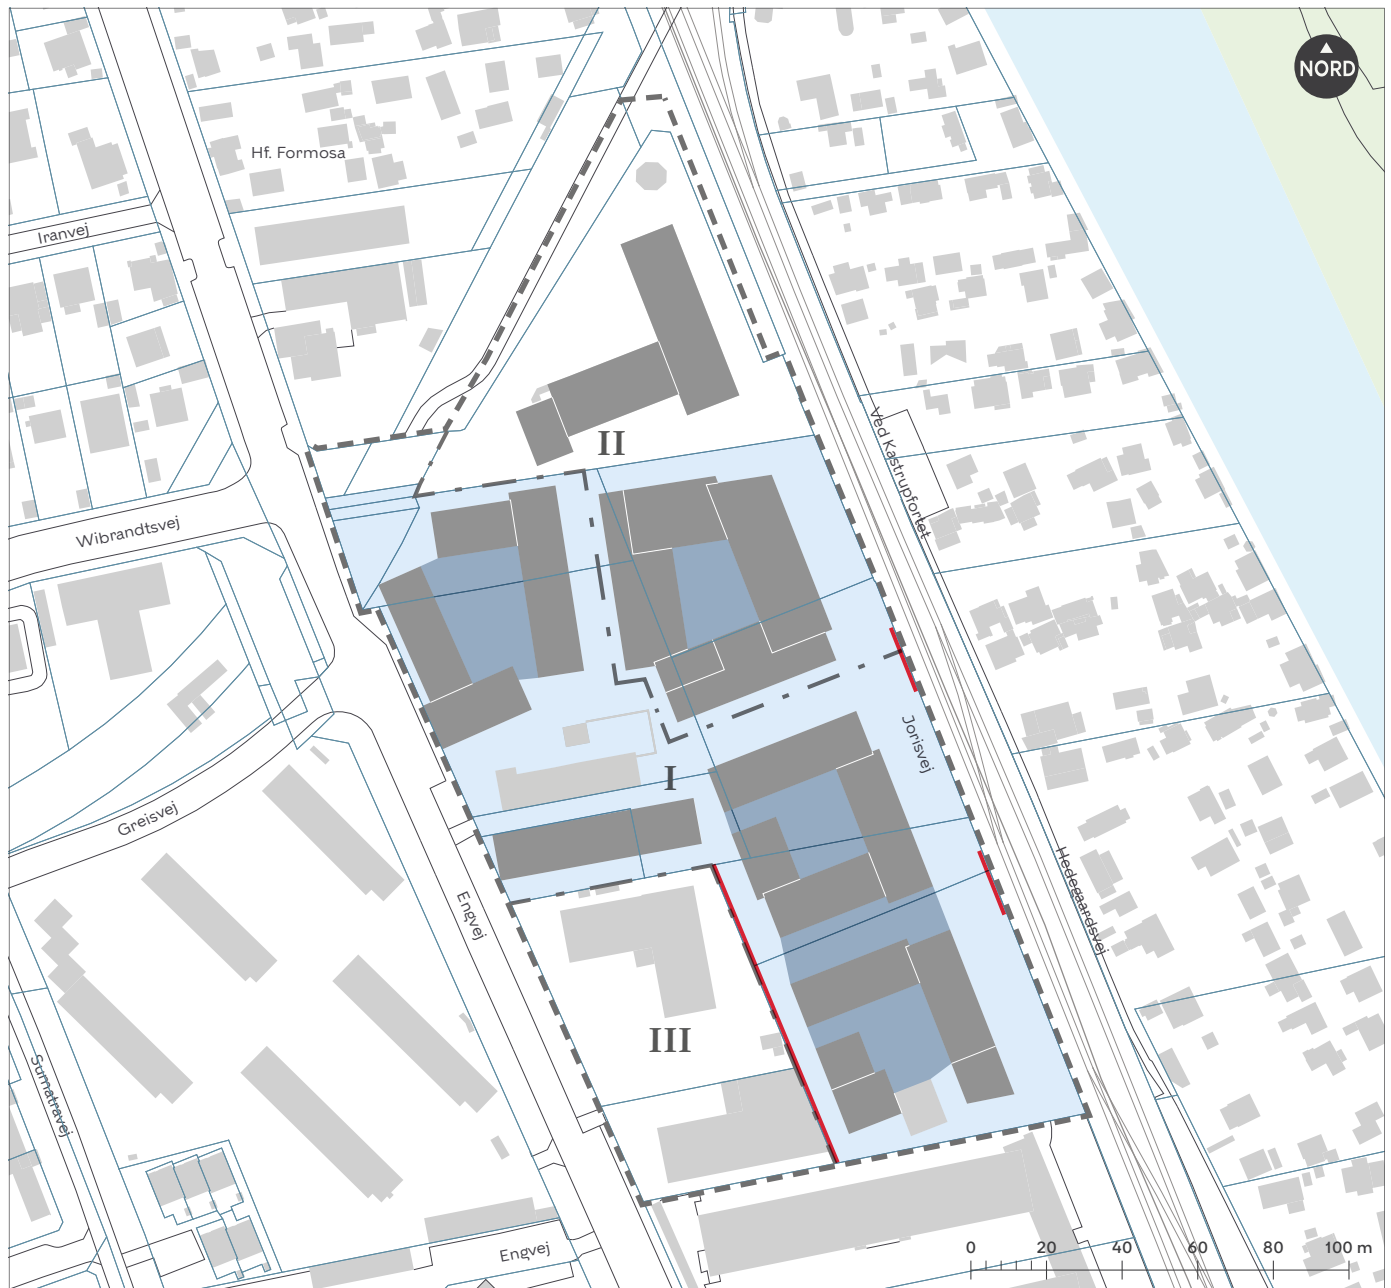 NORD
Hf. Formosa
Iranvej
II
Ved Kastrupfortet
Wibrandtsvej
Jorisvej
I
Greisvej
Engvej
Hedegaardsvej
III
Sumatravej
Engvej
0 20 40 60 80 100 m